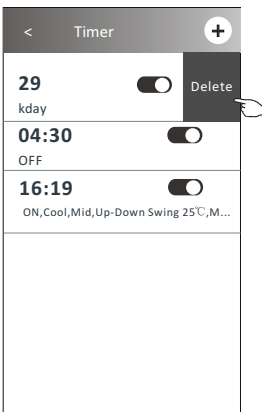 < Timer +
29 Delete
kday
04:30
OFF
16:19
ON,Cool,Mid,Up-Down Swing 25℃,M...